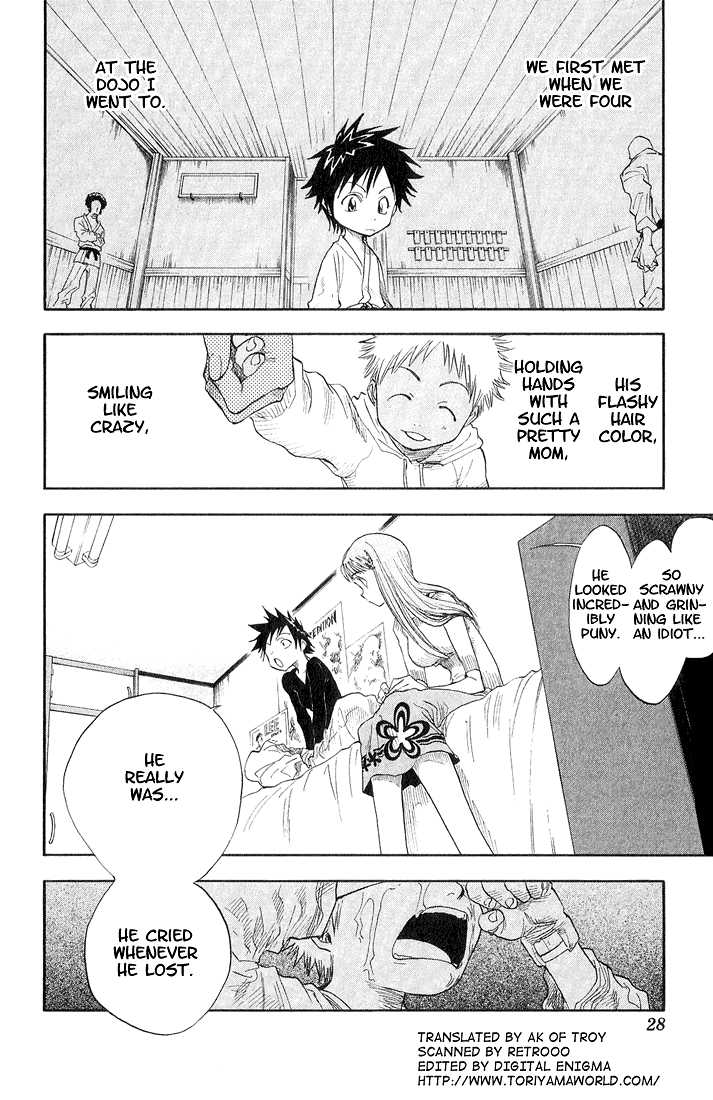 WE FIRST MET
WHEN WE
WERE FOUR
AT THE
DOJO I
WENT TO.
HIS
FLASHY
HAIR
COLOR,
HOLDING
HANDS
WITH
SUCH A
PRETTY
MOM,
SMILING
LIKE
CRAZY,
SO
SCRAWNY
AND GRIN-
NING LIKE
AN IDIOT...
HE
LOOKED
INCRED-
IBLY
PUNY.
HE
REALLY
WAS...
HE CRIED
WHENEVER
HE LOST.
28
TRANSLATED BY AK OF TROY
SCANNED BY RETROOO
EDITED BY DIGITAL ENIGMA
HTTP://WWW.TORIYAMAWORLD.COM/